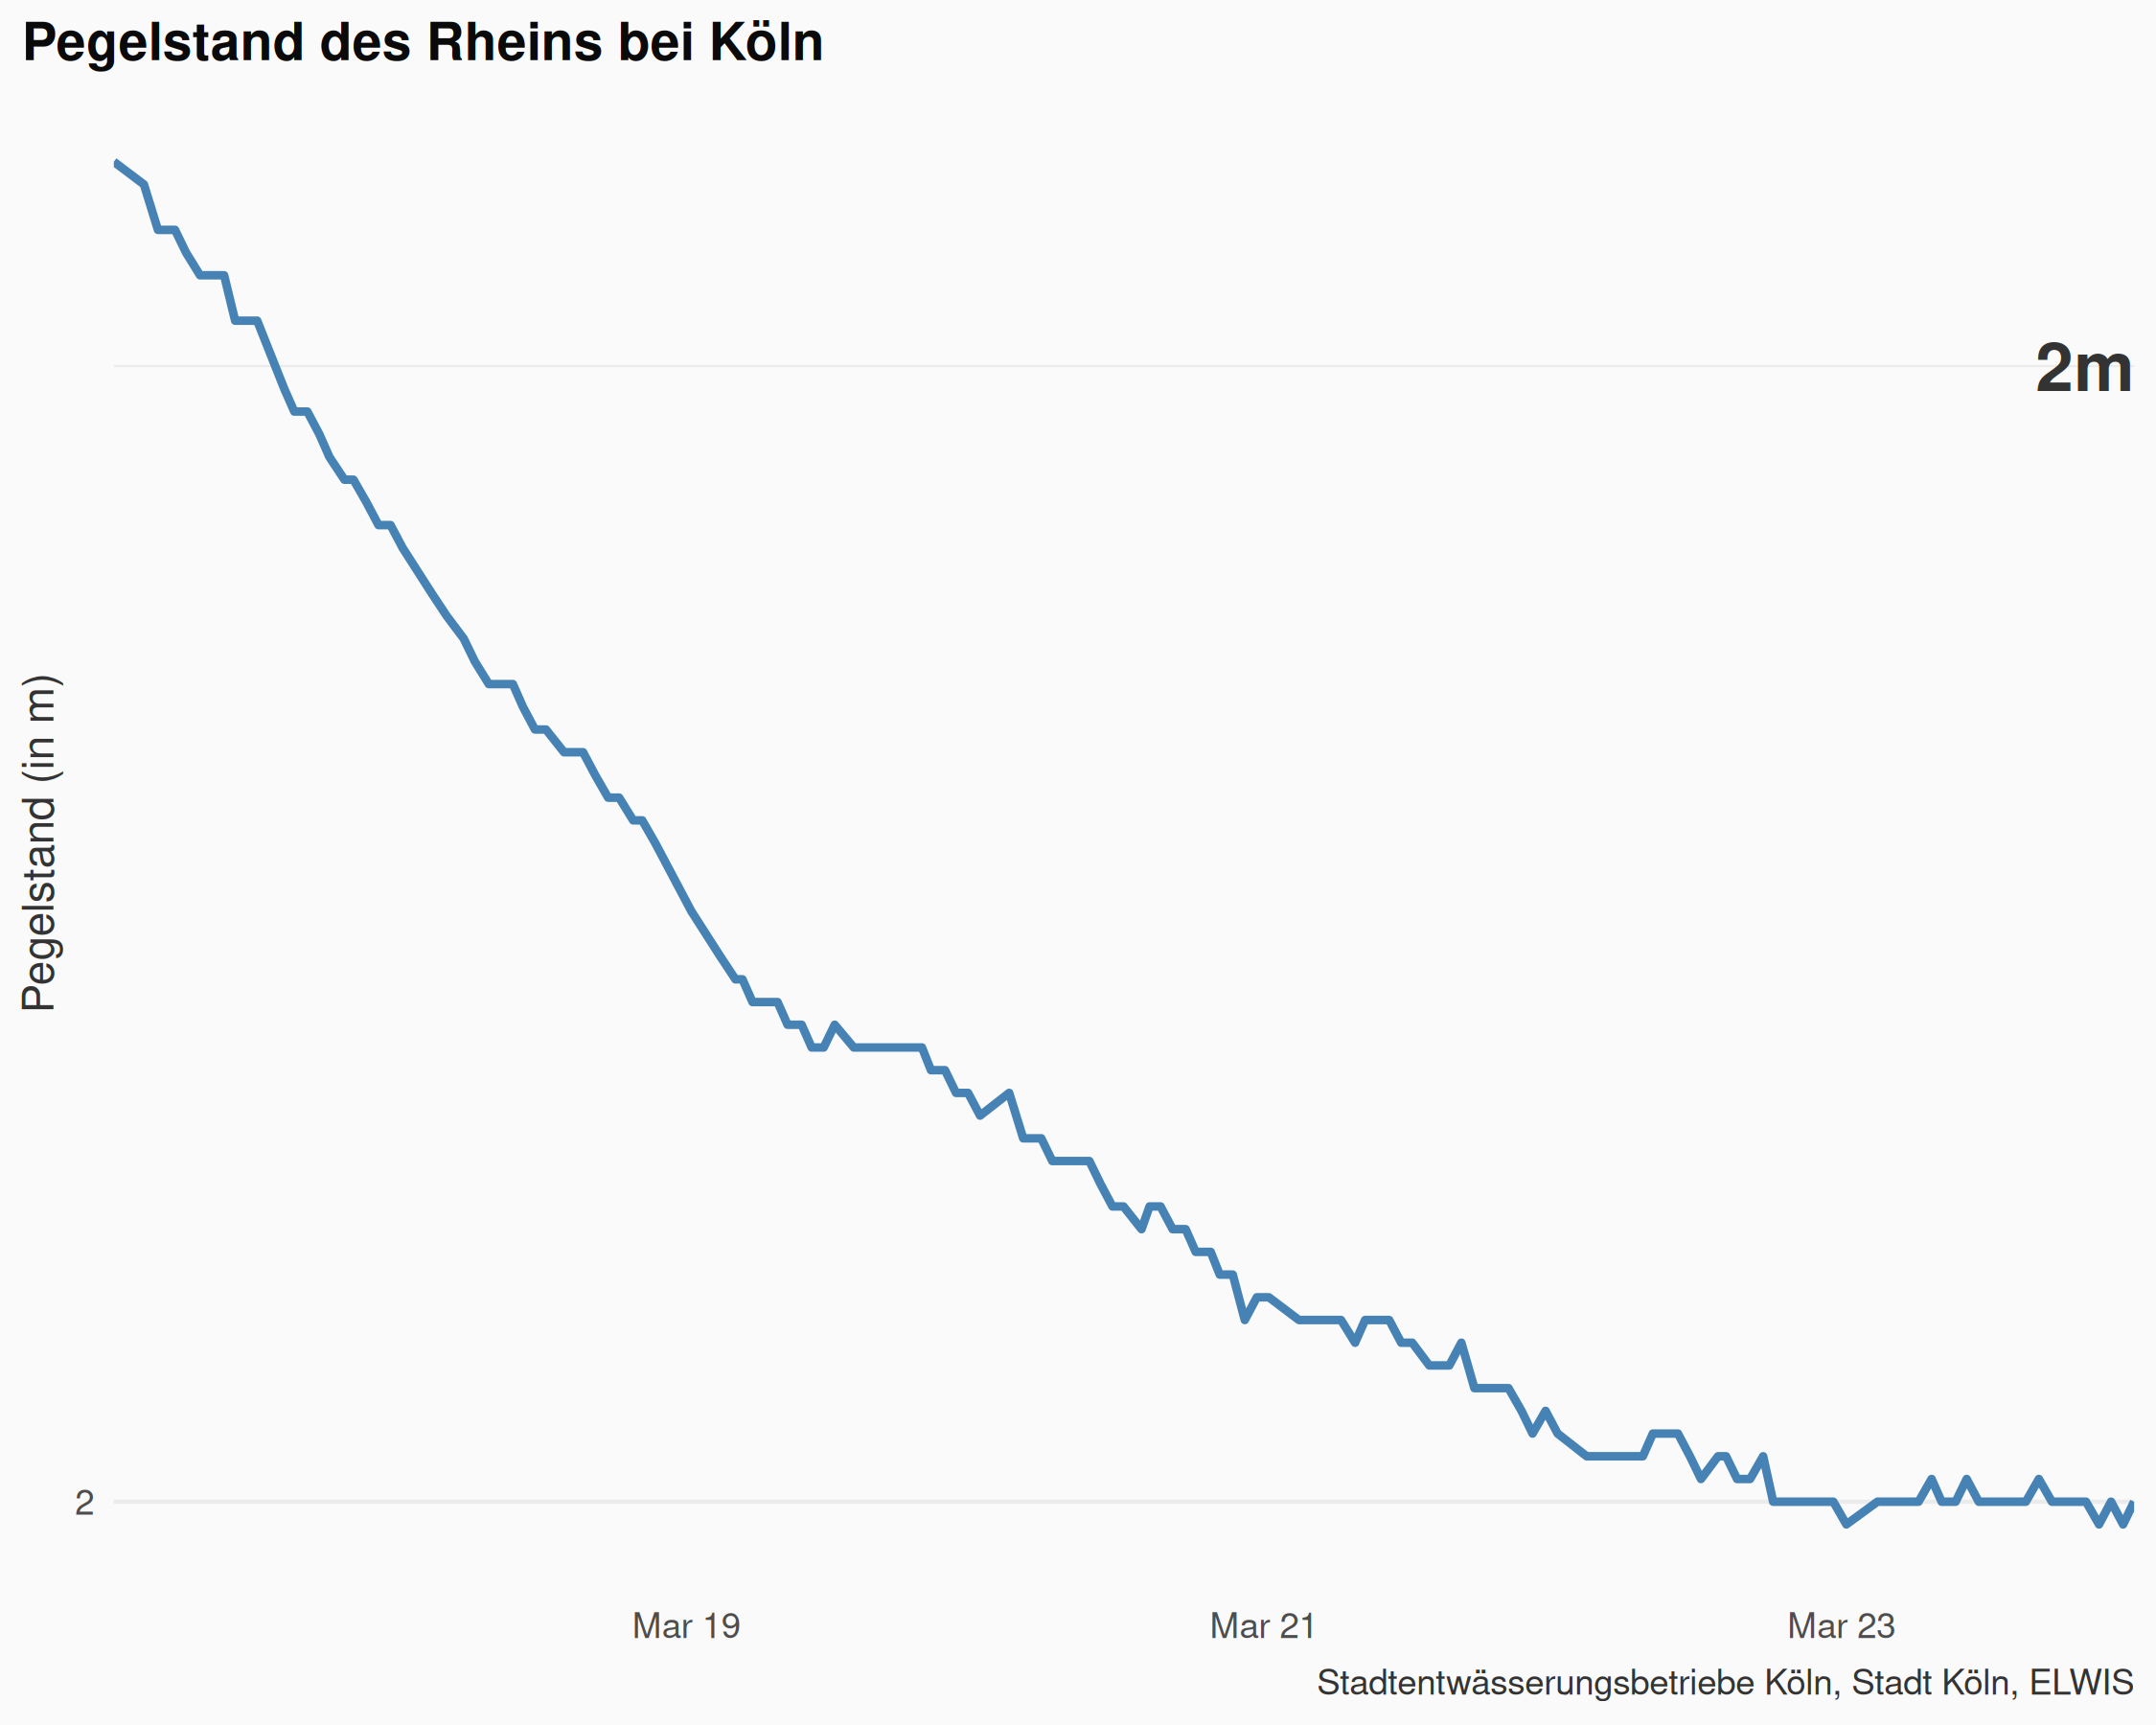 Pegelstand des Rheins bei Köln
2m
Pegelstand (in m)
2
Mar 19
Mar 21
Mar 23
Stadtentwässerungsbetriebe Köln, Stadt Köln, ELWIS